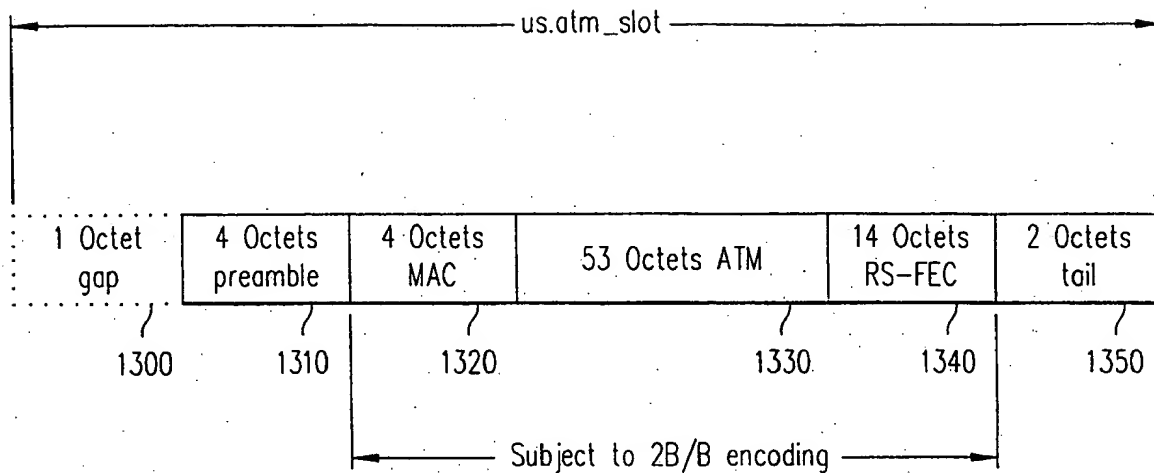 us.atm_slot
1 Octet
gap
4 Octets
preamble
4 Octets
MAC
53 Octets ATM
14 Octets
RS-FEC
2 Octets
tail
1300
1310
1320
1330
1340
1350
Subject to 2B/B encoding